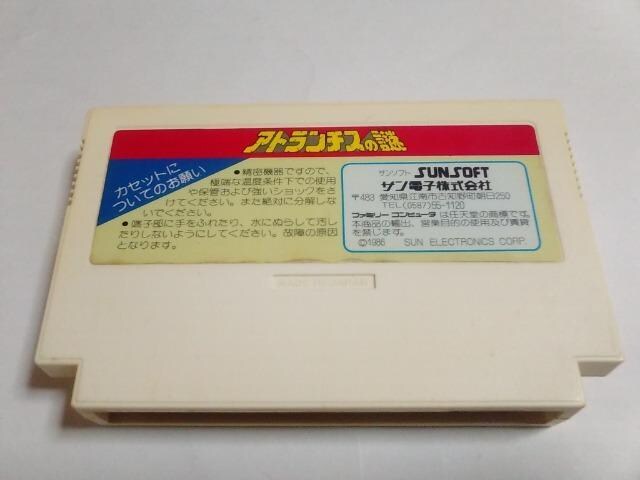 アトランチスの謎
カセットに
ついてのお願い
●精密機器ですので、
極端な温度条件下での使用
や保管および強いショックをさ
けてください。また絶対に分解しな
いでください。
●端子部に手をふれたり、水にぬらして汚し
たりしないようにしてください。故障の原因
となります。
サンソフト SUNSOFT
サン電子株式会社
〒483 愛知県江南市古知野町朝日250
TEL.(0587)55-1120
ファミリー コンピュータ は任天堂の商標です。
本商品の輸出、営業目的の使用及び賃貸
を禁じます。
©1986 SUN ELECTRONICS CORP.
MADE IN JAPAN